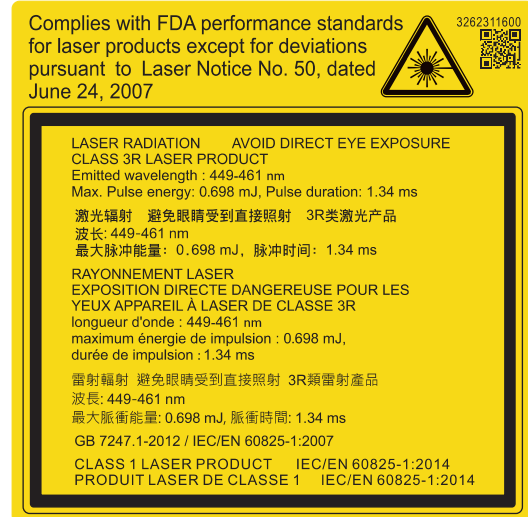 Complies with FDA performance standards
for laser products except for deviations
pursuant to Laser Notice No. 50, dated
June 24, 2007
3262311600
LASER RADIATION AVOID DIRECT EYE EXPOSURE
CLASS 3R LASER PRODUCT
Emitted wavelength : 449-461 nm
Max. Pulse energy: 0.698 mJ, Pulse duration: 1.34 ms
激光辐射 避免眼睛受到直接照射 3R类激光产品
波长: 449-461 nm
最大脉冲能量: 0.698 mJ, 脉冲时间: 1.34 ms
RAYONNEMENT LASER
EXPOSITION DIRECTE DANGEREUSE POUR LES
YEUX APPAREIL À LASER DE CLASSE 3R
longueur d'onde : 449-461 nm
maximum énergie de impulsion : 0.698 mJ,
durée de impulsion : 1.34 ms
雷射輻射 避免眼睛受到直接照射 3R類雷射產品
波長: 449-461 nm
最大脈衝能量: 0.698 mJ, 脈衝時間: 1.34 ms
GB 7247.1-2012 / IEC/EN 60825-1:2007
CLASS 1 LASER PRODUCT IEC/EN 60825-1:2014
PRODUIT LASER DE CLASSE 1 IEC/EN 60825-1:2014